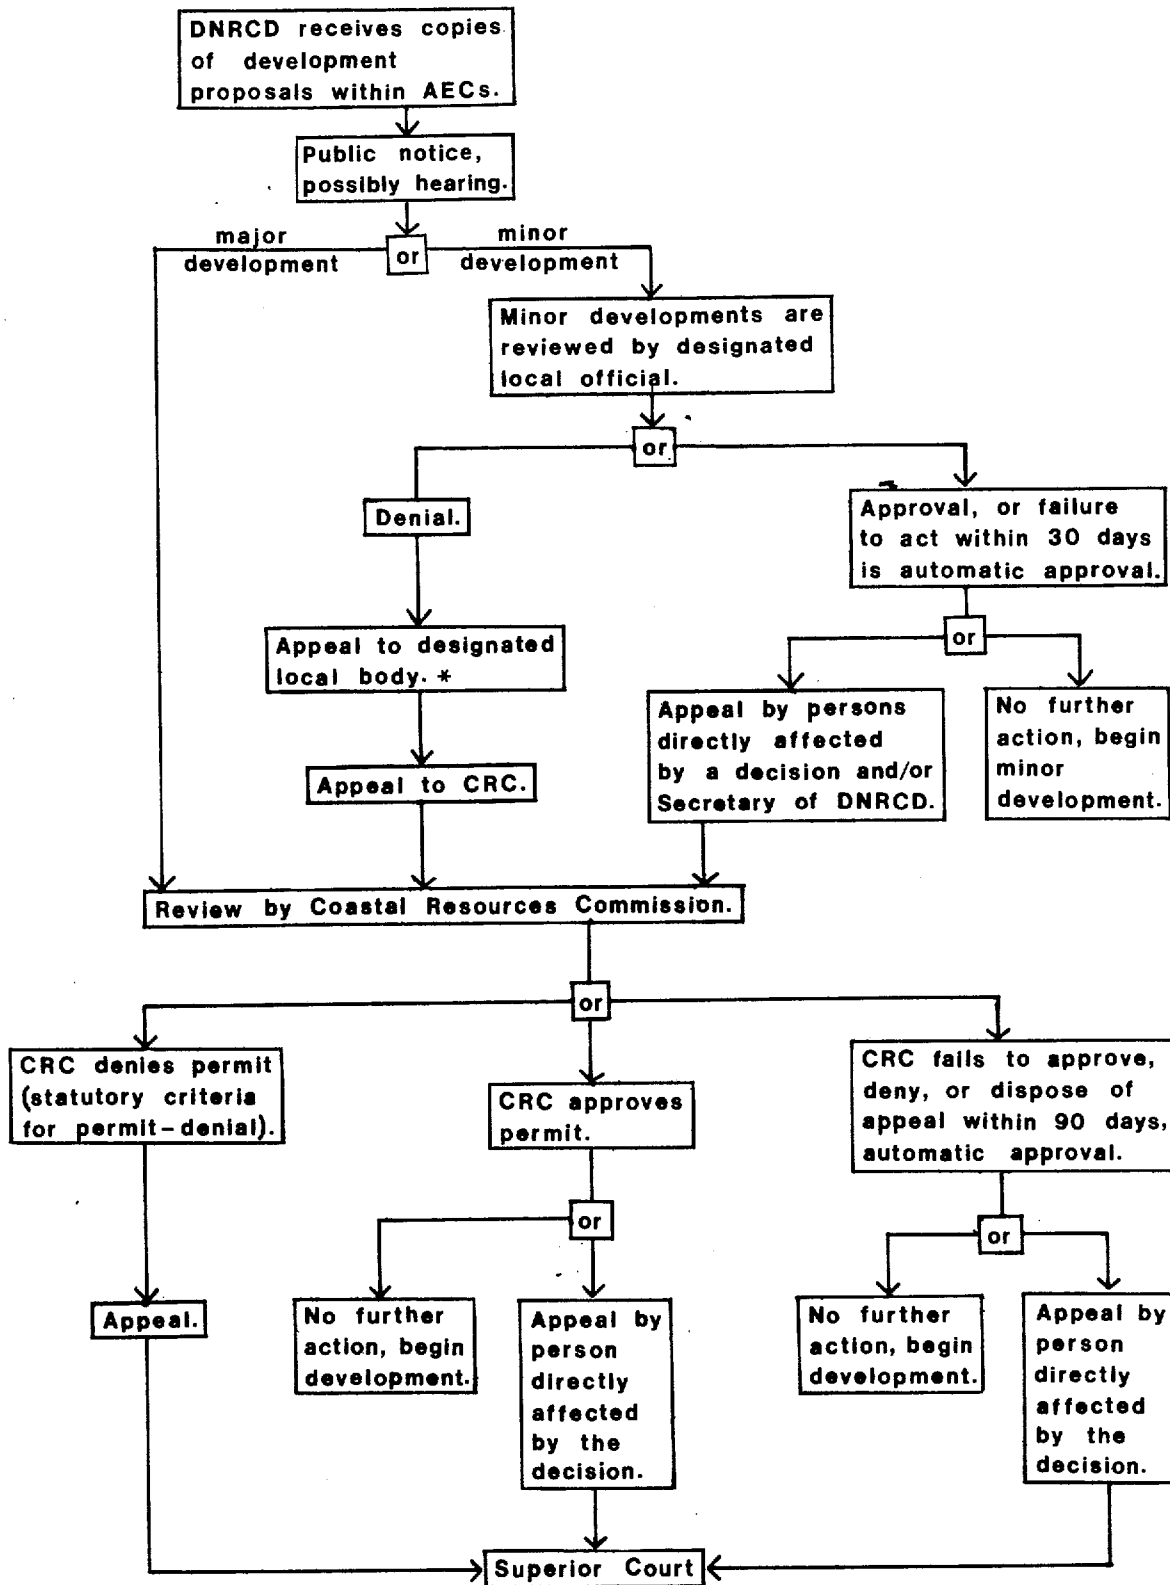 DNRCD receives copies
of development
proposals within AECs.
Public notice,
possibly hearing.
major
development
or
minor
development
Minor developments are
reviewed by designated
local official.
or
Denial.
Approval, or failure
to act within 30 days
is automatic approval.
Appeal to designated
local body. *
or
Appeal by persons
directly affected
by a decision and/or
Secretary of DNRCD.
No further
action, begin
minor
development.
Appeal to CRC.
Review by Coastal Resources Commission.
or
CRC denies permit
(statutory criteria
for permit-denial).
CRC approves
permit.
CRC fails to approve,
deny, or dispose of
appeal within 90 days,
automatic approval.
or
or
Appeal.
No further
action, begin
development.
Appeal by
person
directly
affected
by the
decision.
No further
action, begin
development.
Appeal by
person
directly
affected
by the
decision.
Superior Court